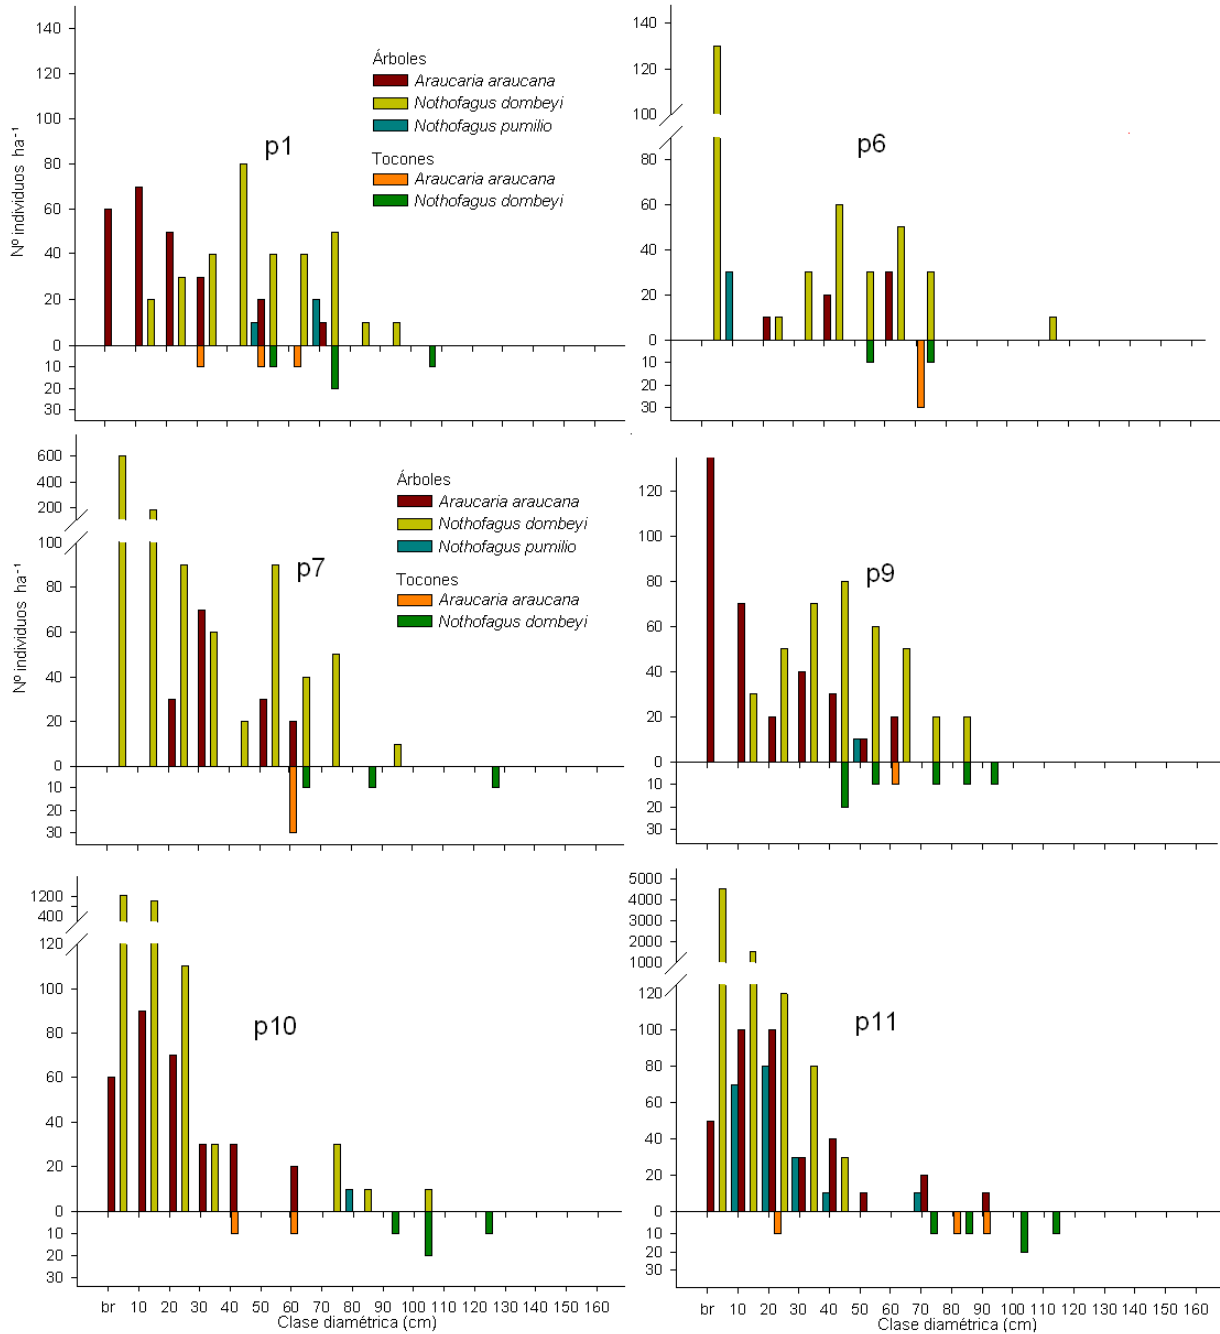 140
120
100
80
60
40
20
0
10
20
30
Nº individuos ha⁻¹
Árboles
Araucaria araucana
Nothofagus dombeyi
Nothofagus pumilio
Tocones
Araucaria araucana
Nothofagus dombeyi
p1
140
120
100
80
60
40
20
0
10
20
30
p6
600
400
200
100
80
60
40
20
0
10
20
30
Nº individuos ha⁻¹
Árboles
Araucaria araucana
Nothofagus dombeyi
Nothofagus pumilio
Tocones
Araucaria araucana
Nothofagus dombeyi
p7
120
100
80
60
40
20
0
10
20
30
p9
1200
400
120
100
80
60
40
20
0
10
20
30
p10
br 10 20 30 40 50 60 70 80 90 100 110 120 130 140 150 160
Clase diamétrica (cm)
5000
4000
3000
2000
1000
120
100
80
60
40
20
0
10
20
30
p11
br 10 20 30 40 50 60 70 80 90 100 110 120 130 140 150 160
Clase diamétrica (cm)